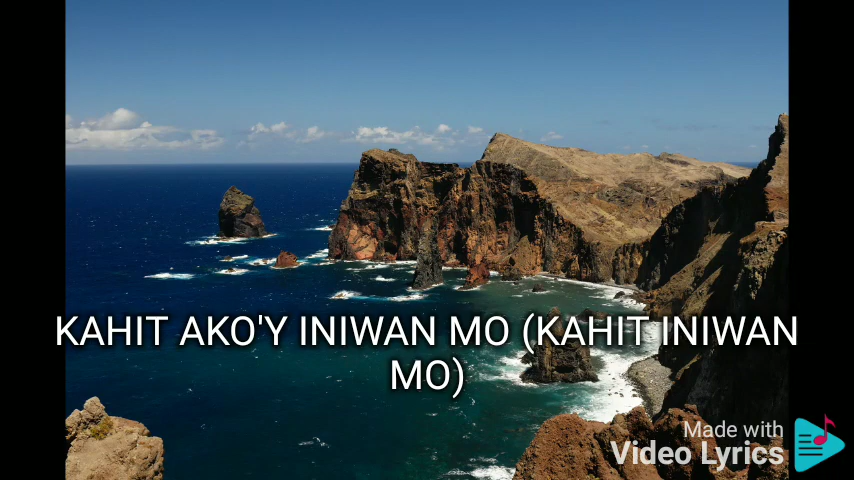 KAHIT AKO'Y INIWAN MO (KAHIT INIWAN
MO)
Made with
Video Lyrics